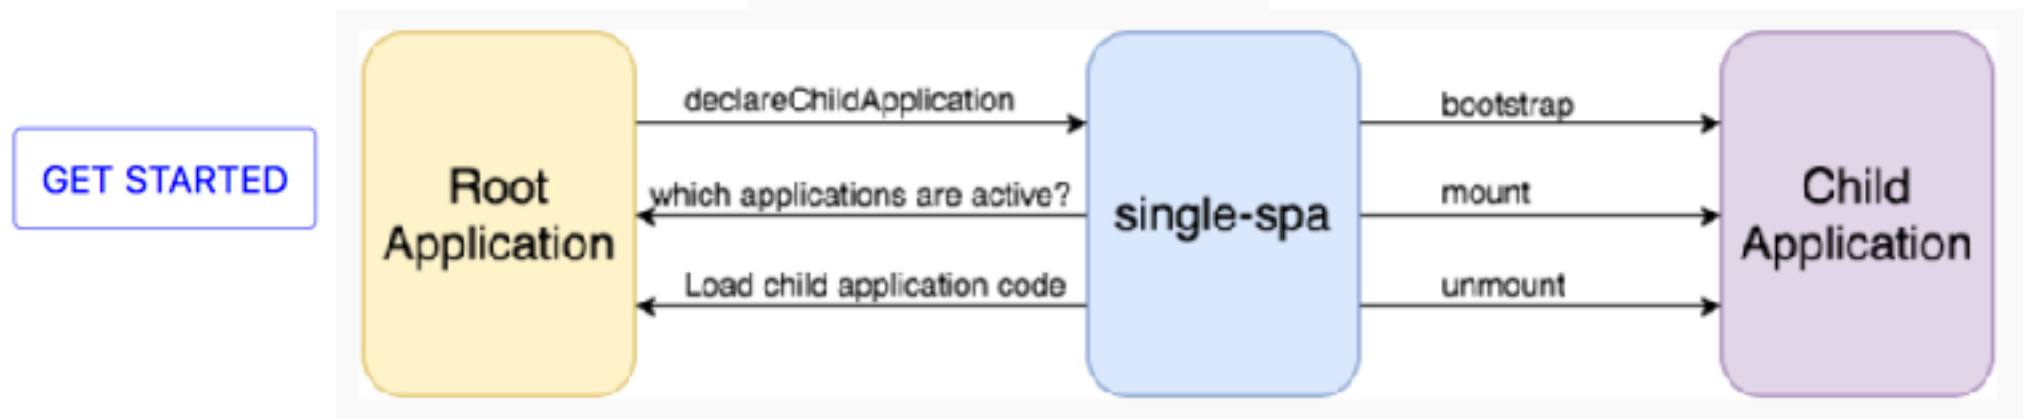 GET STARTED
Root
Application
declareChildApplication
which applications are active?
Load child application code
single-spa
bootstrap
mount
unmount
Child
Application